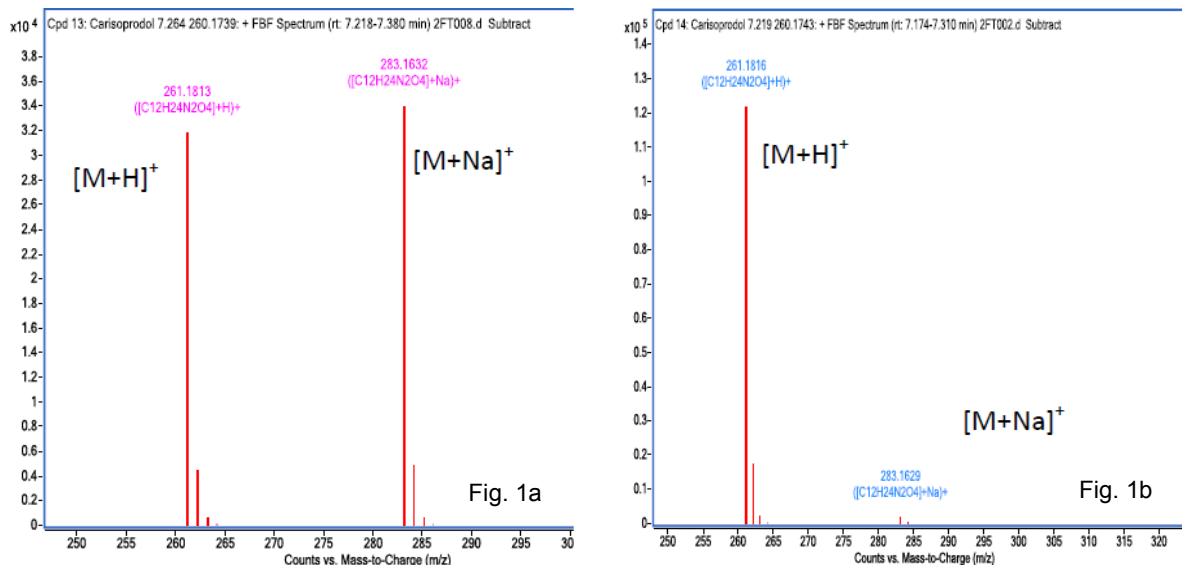 x10⁴ Cpd 13: Carisoprodol 7.264 260.1739: + FBF Spectrum (rt: 7.218-7.380 min) 2FT008.d Subtract
3.8-
3.6-
3.4-
3.2-
3-
2.8-
2.6-
2.4-
2.2-
2-
1.8-
1.6-
1.4-
1.2-
1-
0.8-
0.6-
0.4-
0.2-
0-
261.1813
([C12H24N2O4]+H)+
283.1632
([C12H24N2O4]+Na)+
[M+H]⁺
[M+Na]⁺
Fig. 1a
250 255 260 265 270 275 280 285 290 295 30
Counts vs. Mass-to-Charge (m/z)
x10⁵ Cpd 14: Carisoprodol 7.219 260.1743: + FBF Spectrum (rt: 7.174-7.310 min) 2FT002.d Subtract
1.4-
1.3-
1.2-
1.1-
1-
0.9-
0.8-
0.7-
0.6-
0.5-
0.4-
0.3-
0.2-
0.1-
0-
261.1816
([C12H24N2O4]+H)+
[M+H]⁺
[M+Na]⁺
283.1629
([C12H24N2O4]+Na)+
Fig. 1b
250 255 260 265 270 275 280 285 290 295 300 305 310 315 320
Counts vs. Mass-to-Charge (m/z)